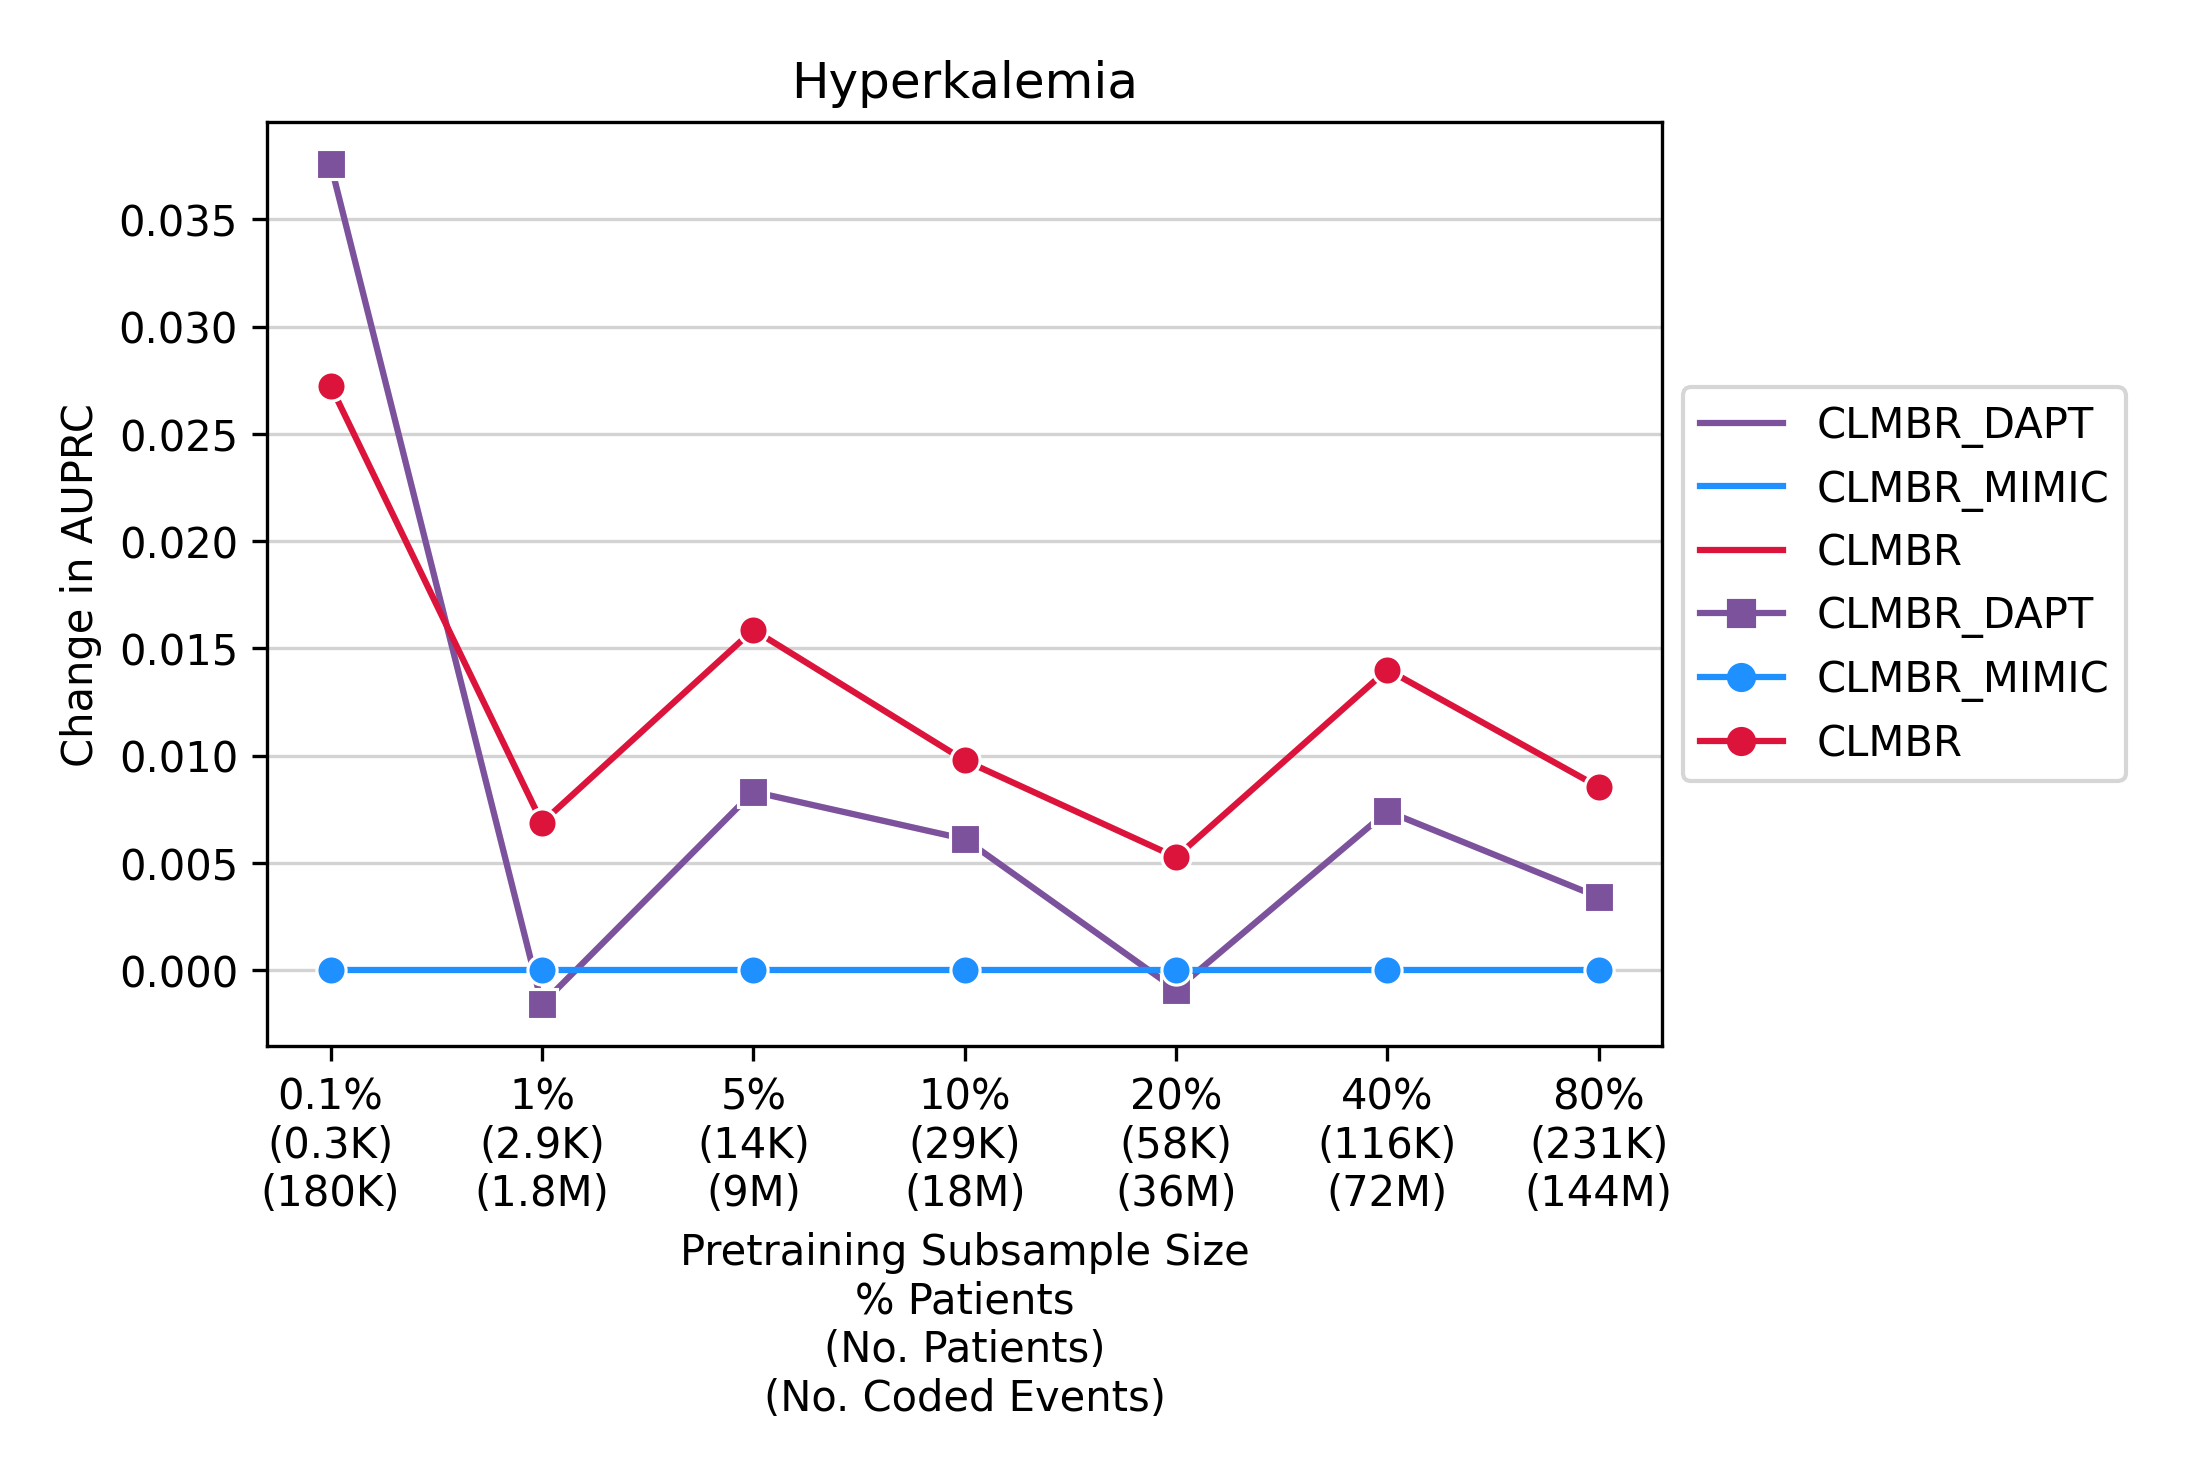 Hyperkalemia
Change in AUPRC
0.035
0.030
0.025
0.020
0.015
0.010
0.005
0.000
0.1% 1% 5% 10% 20% 40% 80%
(0.3K) (2.9K) (14K) (29K) (58K) (116K) (231K)
(180K) (1.8M) (9M) (18M) (36M) (72M) (144M)
Pretraining Subsample Size
% Patients
(No. Patients)
(No. Coded Events)
CLMBR_DAPT
CLMBR_MIMIC
CLMBR
CLMBR_DAPT
CLMBR_MIMIC
CLMBR